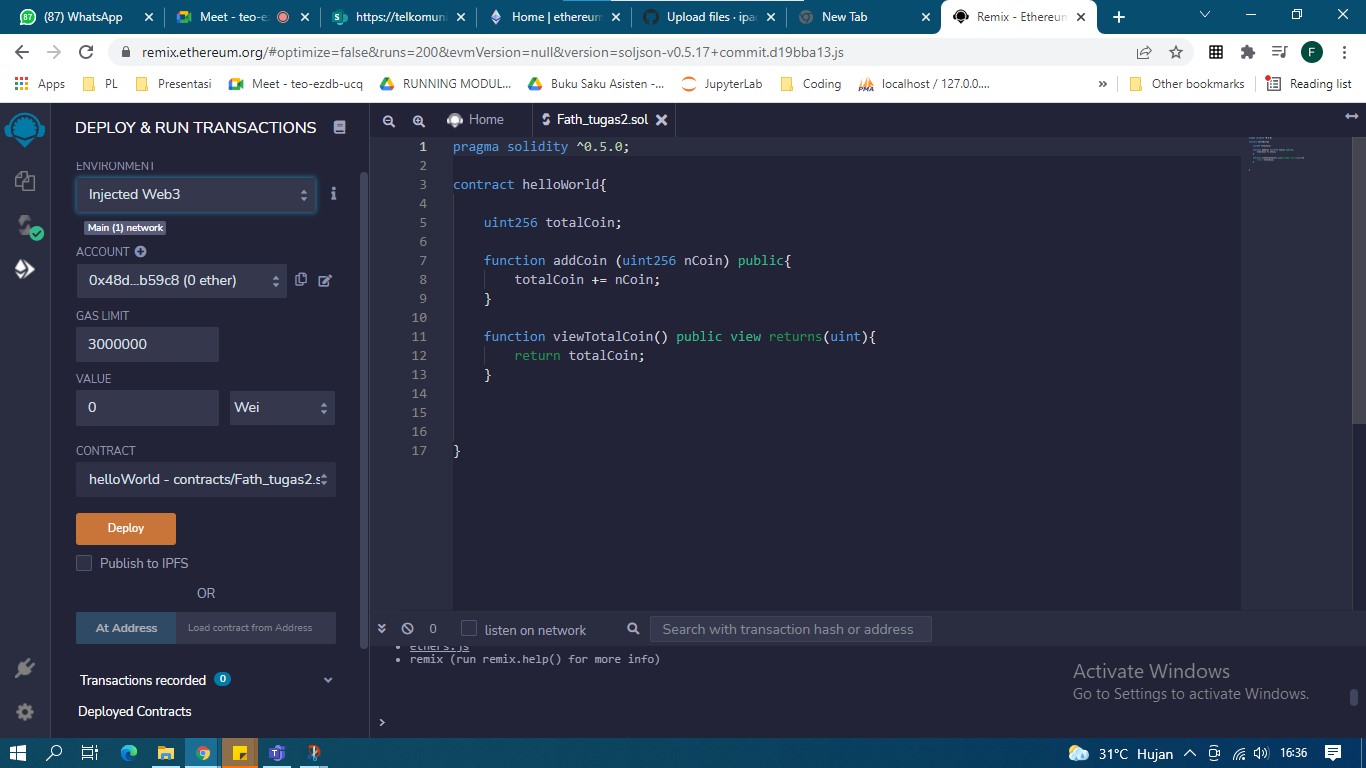 (87) WhatsApp
Meet - teo-e
https://telkomuni
Home | ethereum
Upload files · ipa
New Tab
Remix - Ethereum
remix.ethereum.org/#optimize=false&runs=200&evmVersion=null&version=soljson-v0.5.17+commit.d19bba13.js
Apps
PL
Presentasi
Meet - teo-ezdb-ucq
RUNNING MODUL...
Buku Saku Asisten -...
JupyterLab
Coding
localhost / 127.0.0....
»
Other bookmarks
Reading list
DEPLOY & RUN TRANSACTIONS
ENVIRONMENT
Injected Web3
Main (1) network
ACCOUNT
0x48d...b59c8 (0 ether)
GAS LIMIT
3000000
VALUE
0
Wei
CONTRACT
helloWorld - contracts/Fath_tugas2.s
Deploy
Publish to IPFS
OR
At Address
Load contract from Address
Transactions recorded 0
Deployed Contracts
Home
Fath_tugas2.sol
1 pragma solidity ^0.5.0;
2
3 contract helloWorld{
4
5 uint256 totalCoin;
6
7 function addCoin (uint256 nCoin) public{
8 totalCoin += nCoin;
9 }
10
11 function viewTotalCoin() public view returns(uint){
12 return totalCoin;
13 }
14
15
16
17 }
0
listen on network
Search with transaction hash or address
• ethers.js
• remix (run remix.help() for more info)
>
Activate Windows
Go to Settings to activate Windows.
31°C Hujan
16:36